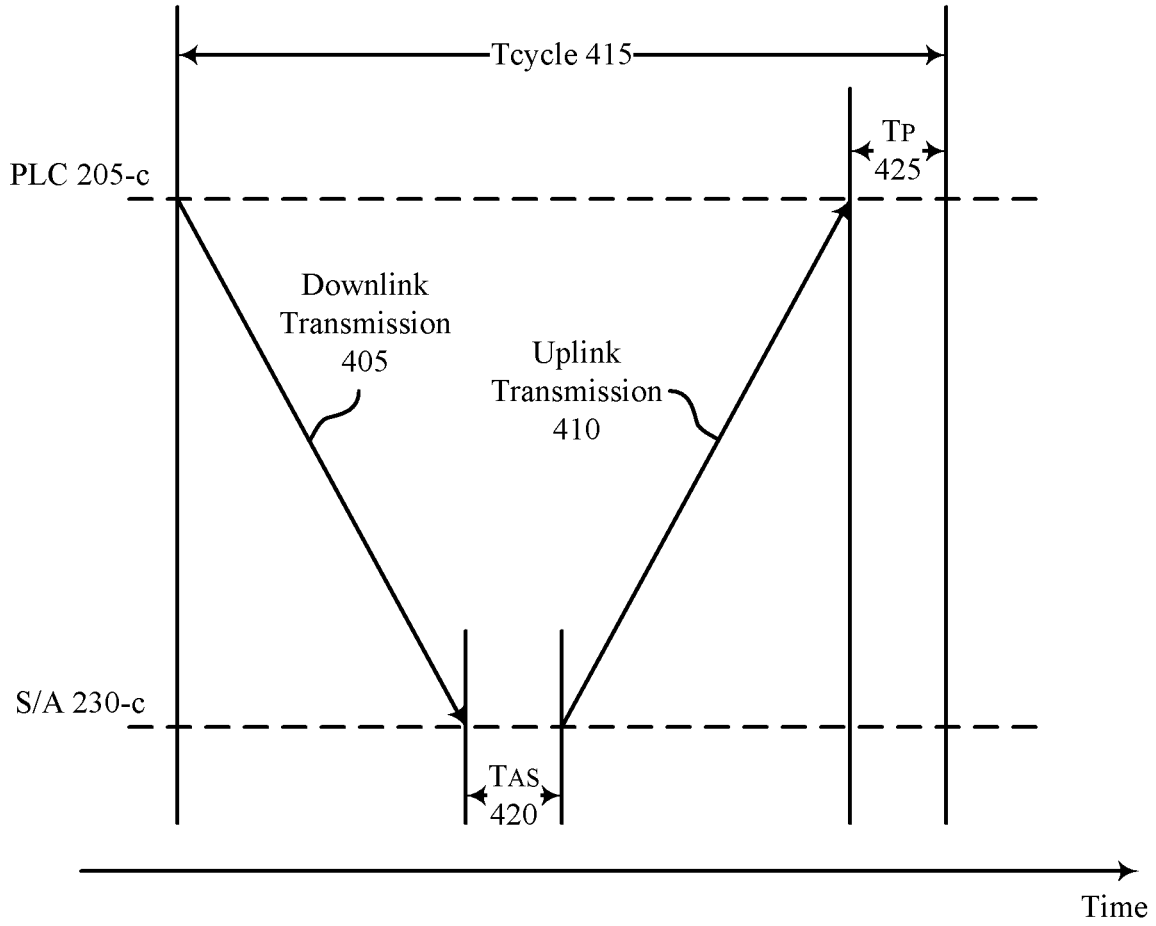 Tcycle 415
TP
425
PLC 205-c
Downlink
Transmission
405
Uplink
Transmission
410
S/A 230-c
TAS
420
Time